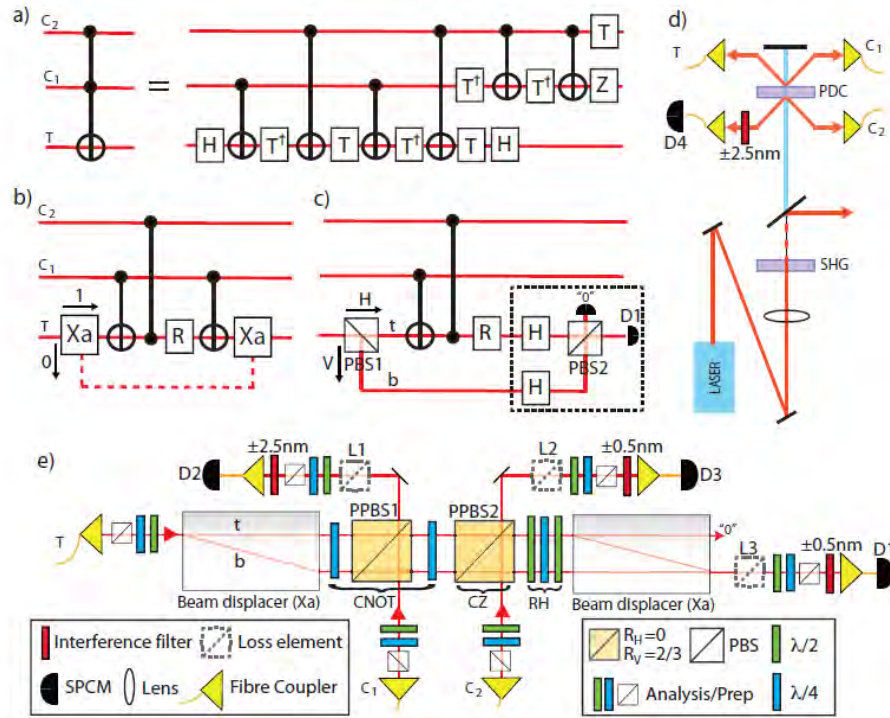 a)
C2
C1
T
=
H
T†
T
T†
T
H
T†
T†
T
Z
b)
C2
C1
T
1
0
Xa
R
Xa
c)
H
V
PBS1
t
b
R
H
H
"0"
D1
PBS2
d)
T
C1
PDC
D4
C2
±2.5nm
SHG
LASER
e)
D2
±2.5nm
L1
L2
±0.5nm
D3
PPBS1
PPBS2
T
t
b
"0"
L3
±0.5nm
D1
Beam displacer (Xa)
CNOT
CZ
RH
Beam displacer (Xa)
C1
C2
Interference filter
Loss element
SPCM
Lens
Fibre Coupler
RH=0
RV=2/3
PBS
λ/2
Analysis/Prep
λ/4